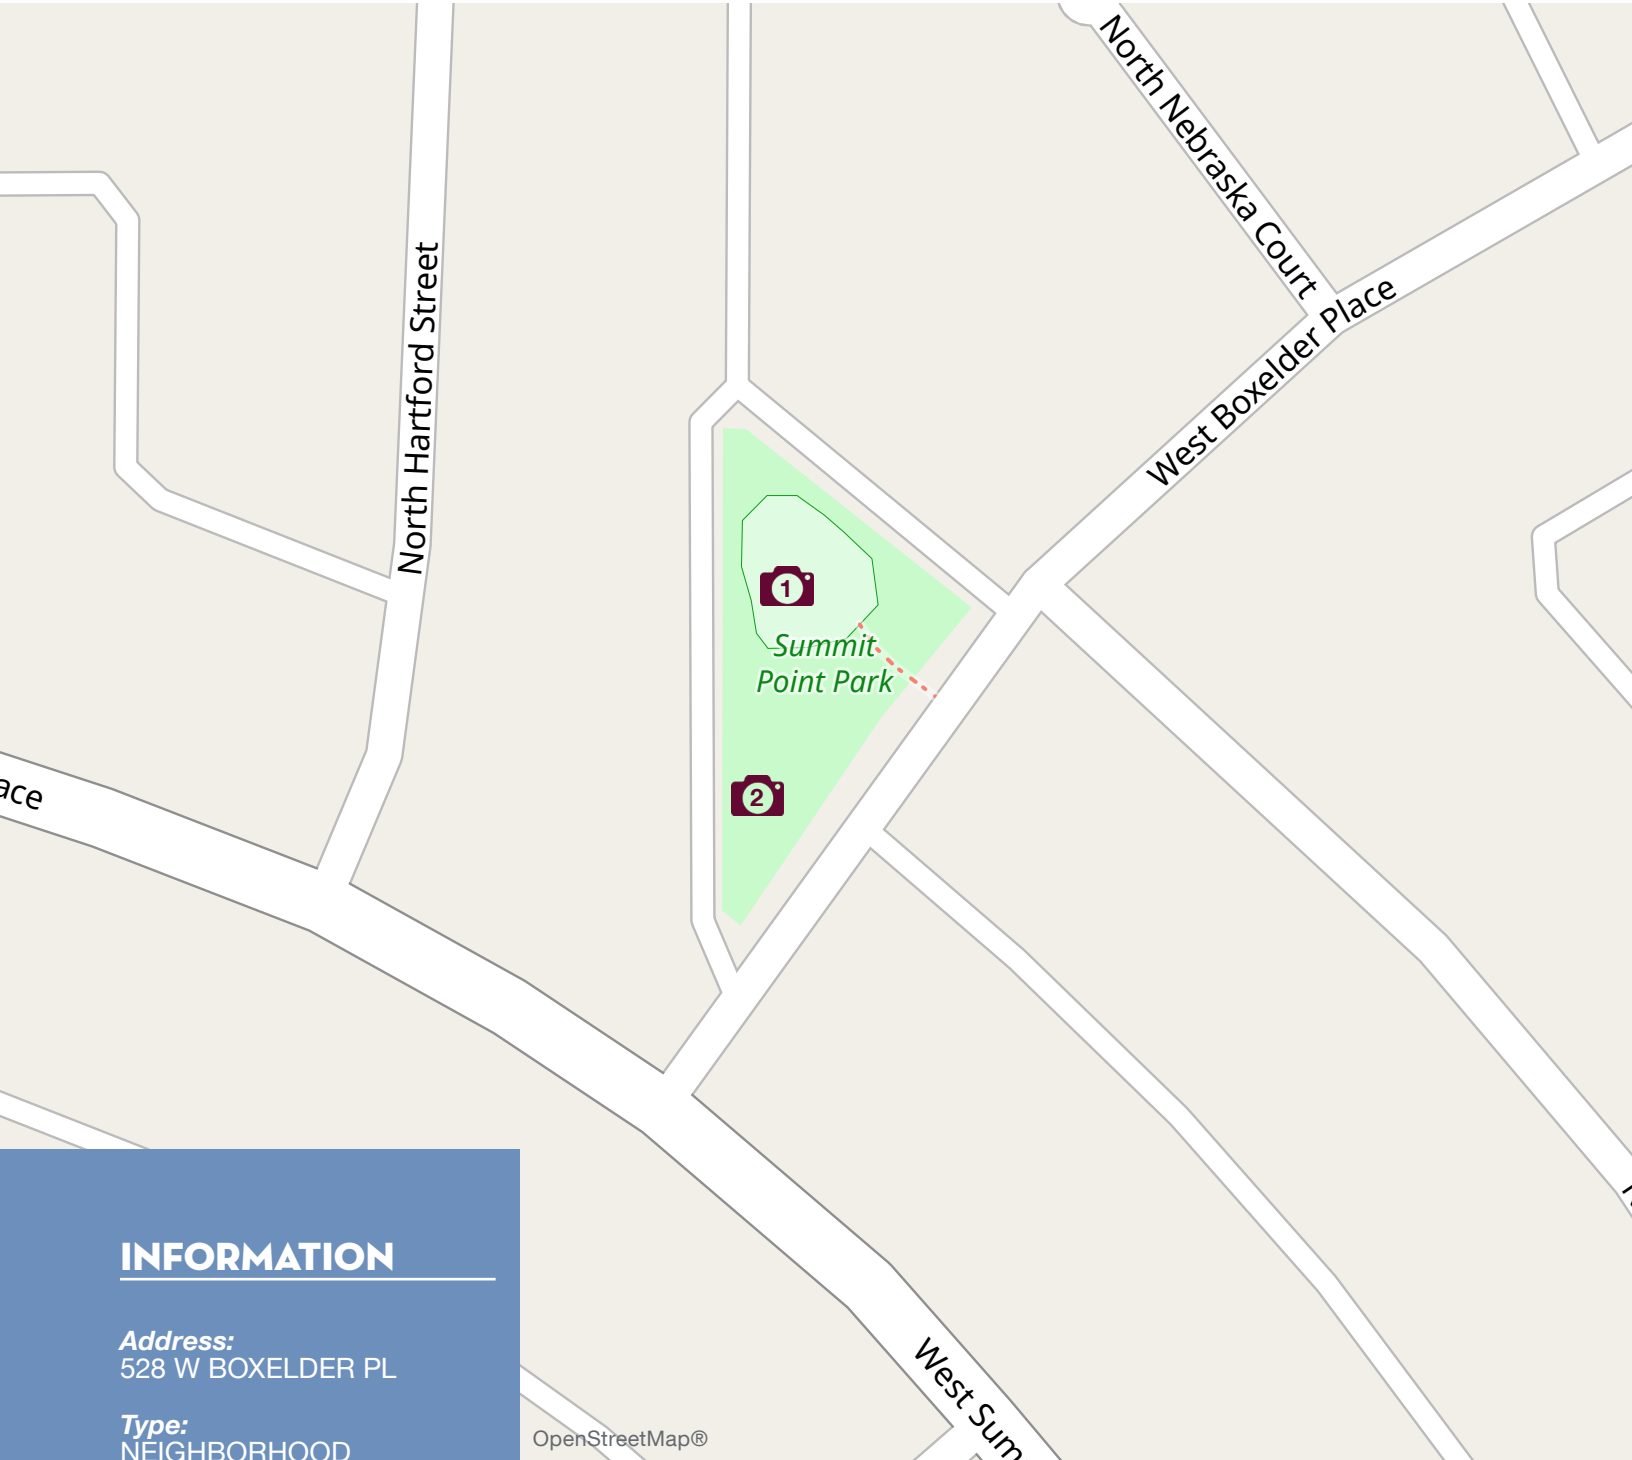 North Nebraska Court
North Hartford Street
West Boxelder Place
1
Summit
Point Park
2
ace
INFORMATION
Address:
528 W BOXELDER PL
Type:
NEIGHBORHOOD
OpenStreetMap®
West Sum